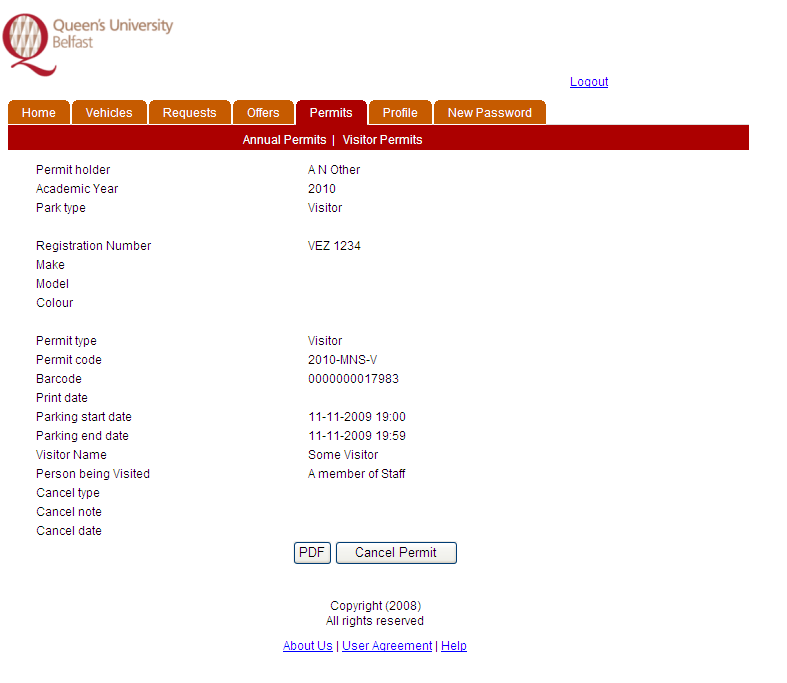 Queen's University
Belfast
Logout
Home Vehicles Requests Offers Permits Profile New Password
Annual Permits | Visitor Permits
Permit holder A N Other
Academic Year 2010
Park type Visitor
Registration Number VEZ 1234
Make
Model
Colour
Permit type Visitor
Permit code 2010-MNS-V
Barcode 0000000017983
Print date
Parking start date 11-11-2009 19:00
Parking end date 11-11-2009 19:59
Visitor Name Some Visitor
Person being Visited A member of Staff
Cancel type
Cancel note
Cancel date
PDF Cancel Permit
Copyright (2008)
All rights reserved
About Us | User Agreement | Help